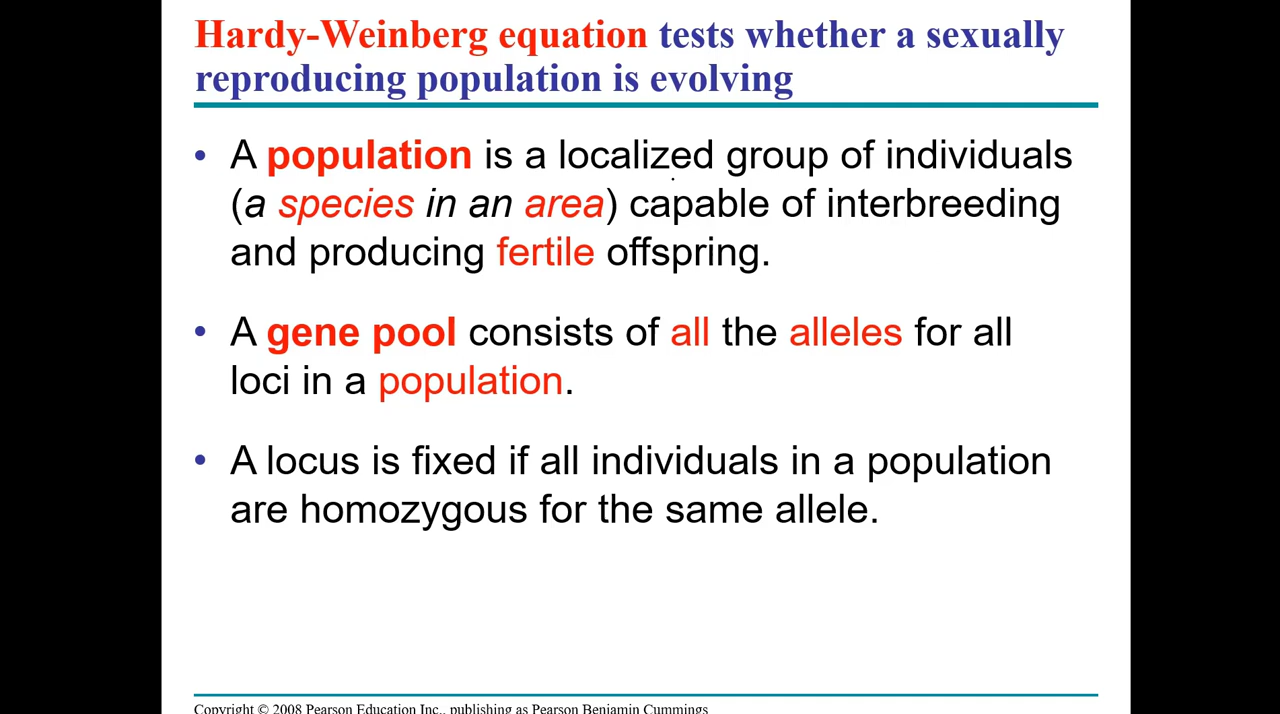 Hardy-Weinberg equation tests whether a sexually
reproducing population is evolving
• A population is a localized group of individuals
(a species in an area) capable of interbreeding
and producing fertile offspring.
• A gene pool consists of all the alleles for all
loci in a population.
• A locus is fixed if all individuals in a population
are homozygous for the same allele.
Copyright © 2008 Pearson Education Inc., publishing as Pearson Benjamin Cummings